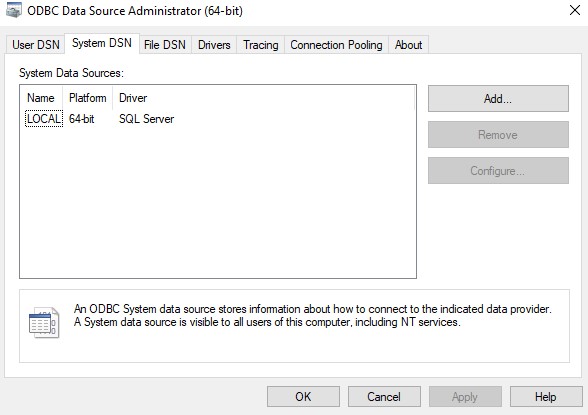 ODBC Data Source Administrator (64-bit)
User DSN System DSN File DSN Drivers Tracing Connection Pooling About
System Data Sources:
Name Platform Driver
LOCAL 64-bit SQL Server
Add...
Remove
Configure...
An ODBC System data source stores information about how to connect to the indicated data provider.
A System data source is visible to all users of this computer, including NT services.
OK Cancel Apply Help